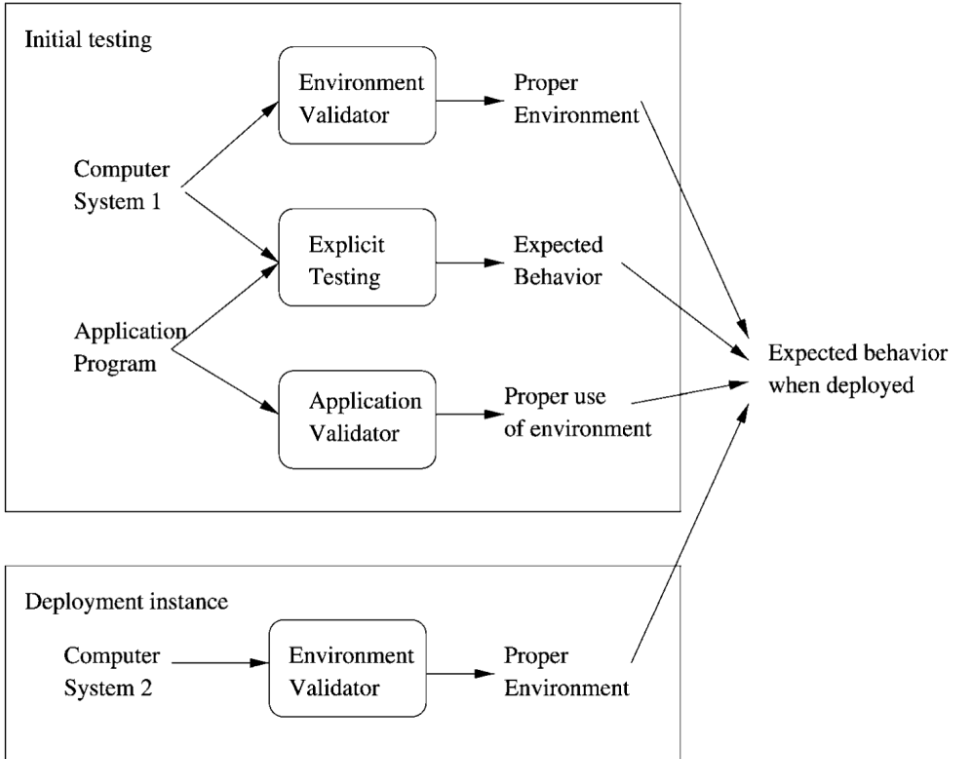 Initial testing
Environment
Validator
Proper
Environment
Computer
System 1
Explicit
Testing
Expected
Behavior
Application
Program
Application
Validator
Proper use
of environment
Expected behavior
when deployed
Deployment instance
Computer
System 2
Environment
Validator
Proper
Environment